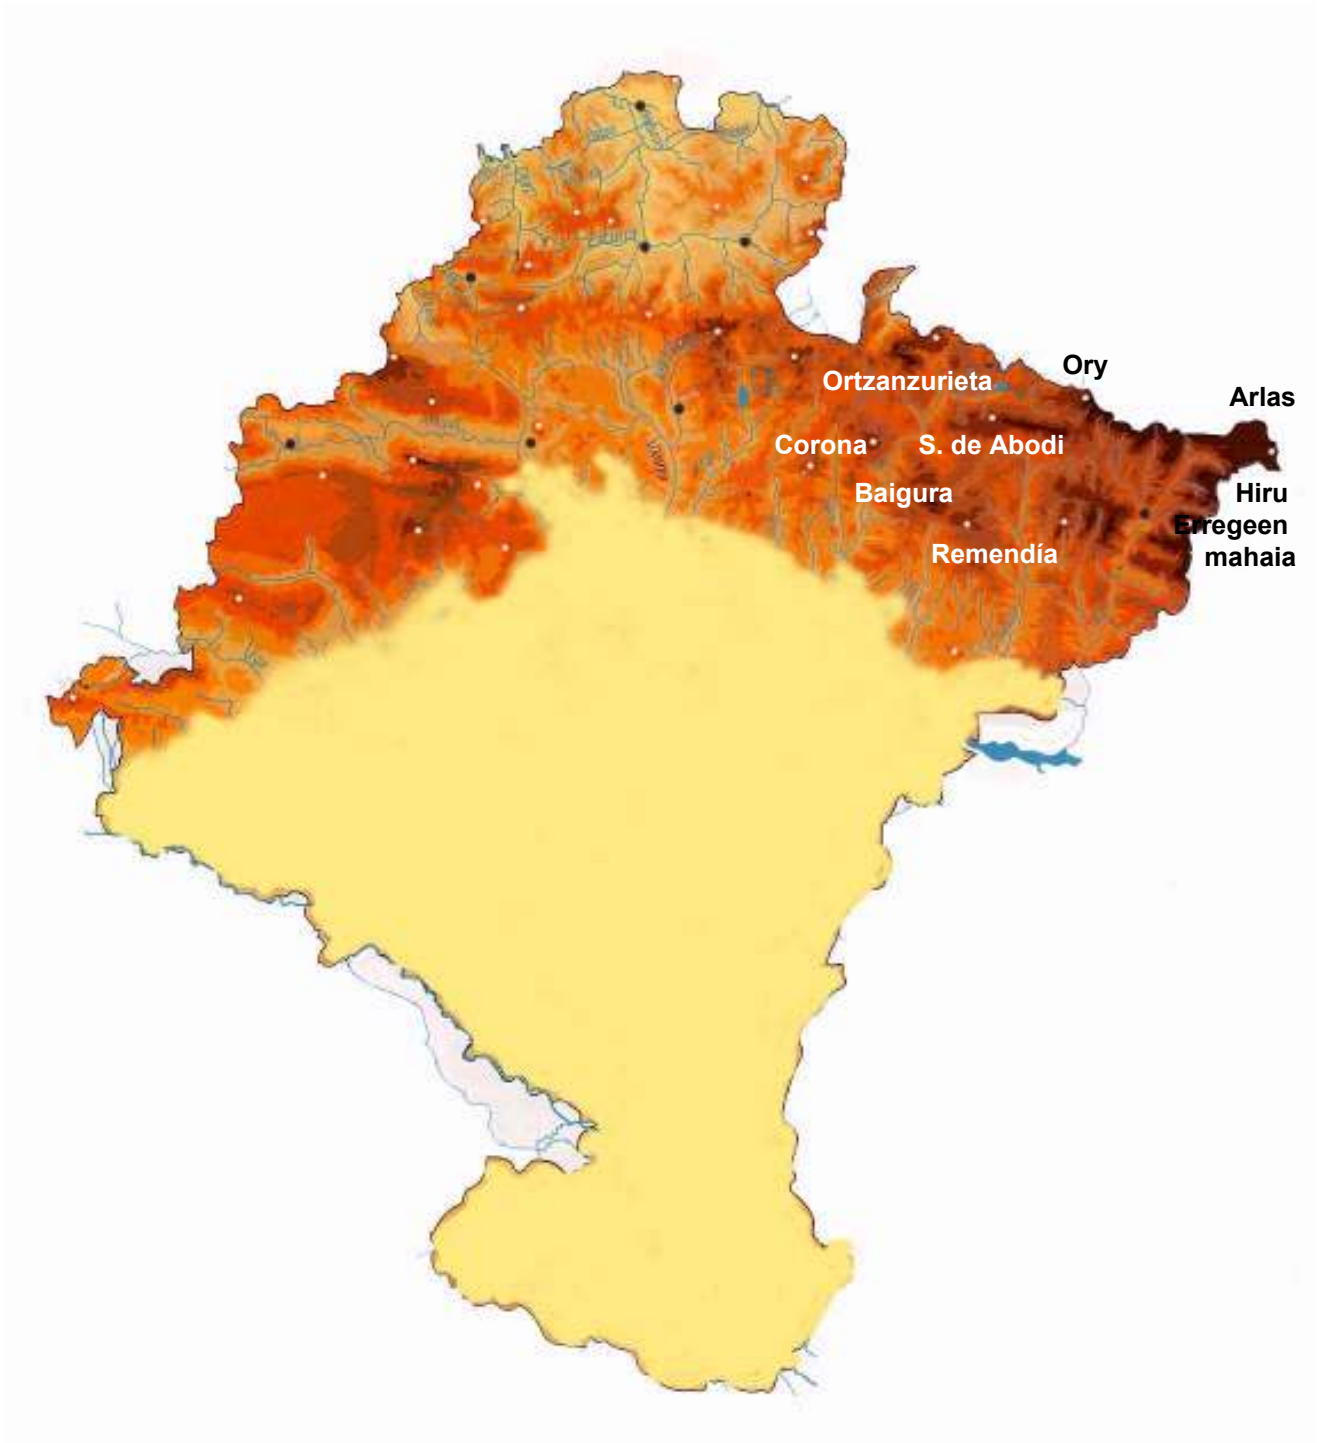 Ory
Ortzanzurieta
Arlas
Corona
S. de Abodi
Baigura
Hiru
Erregeen
mahaia
Remendía